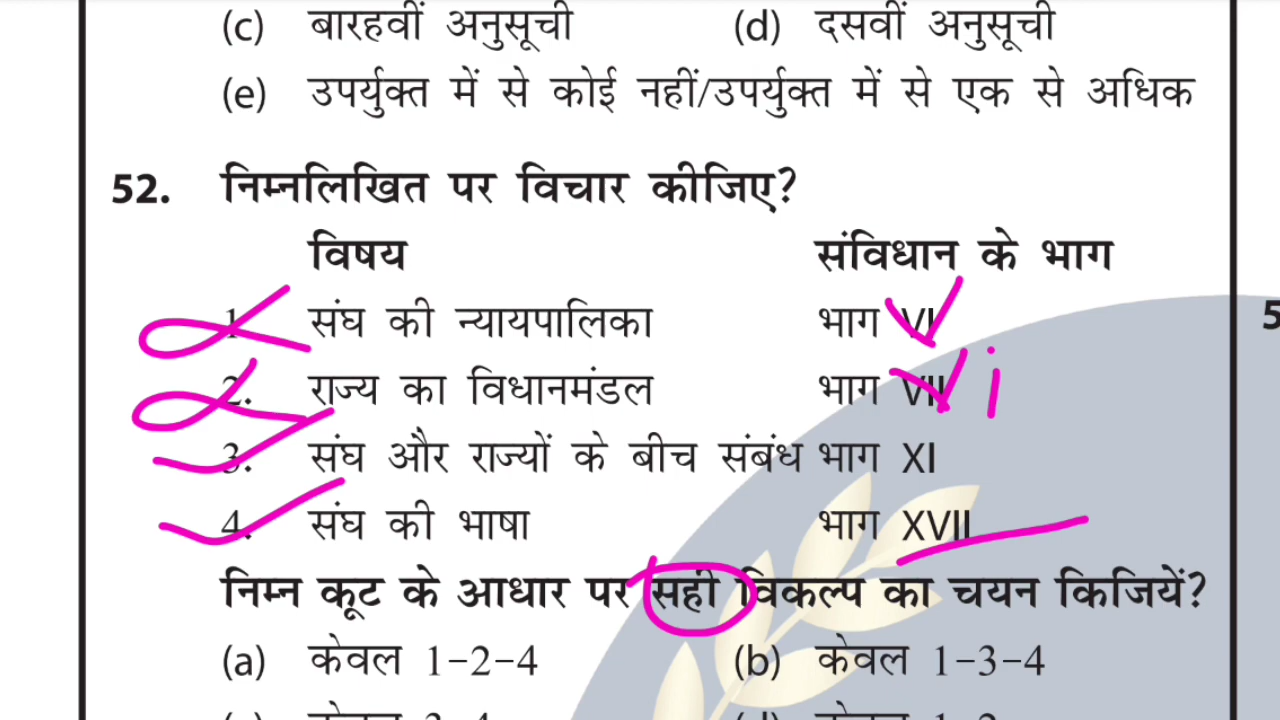 (c) बारहवीं अनुसूची (d) दसवीं अनुसूची
(e) उपर्युक्त में से कोई नहीं/उपर्युक्त में से एक से अधिक
52. निम्नलिखित पर विचार कीजिए?
विषय संविधान के भाग
1. संघ की न्यायपालिका भाग VI V
2. राज्य का विधानमंडल भाग VII Vi
3. संघ और राज्यों के बीच संबंध भाग XI
4. संघ की भाषा भाग XVII
निम्न कूट के आधार पर सही विकल्प का चयन किजियें?
(a) केवल 1-2-4 (b) केवल 1-3-4